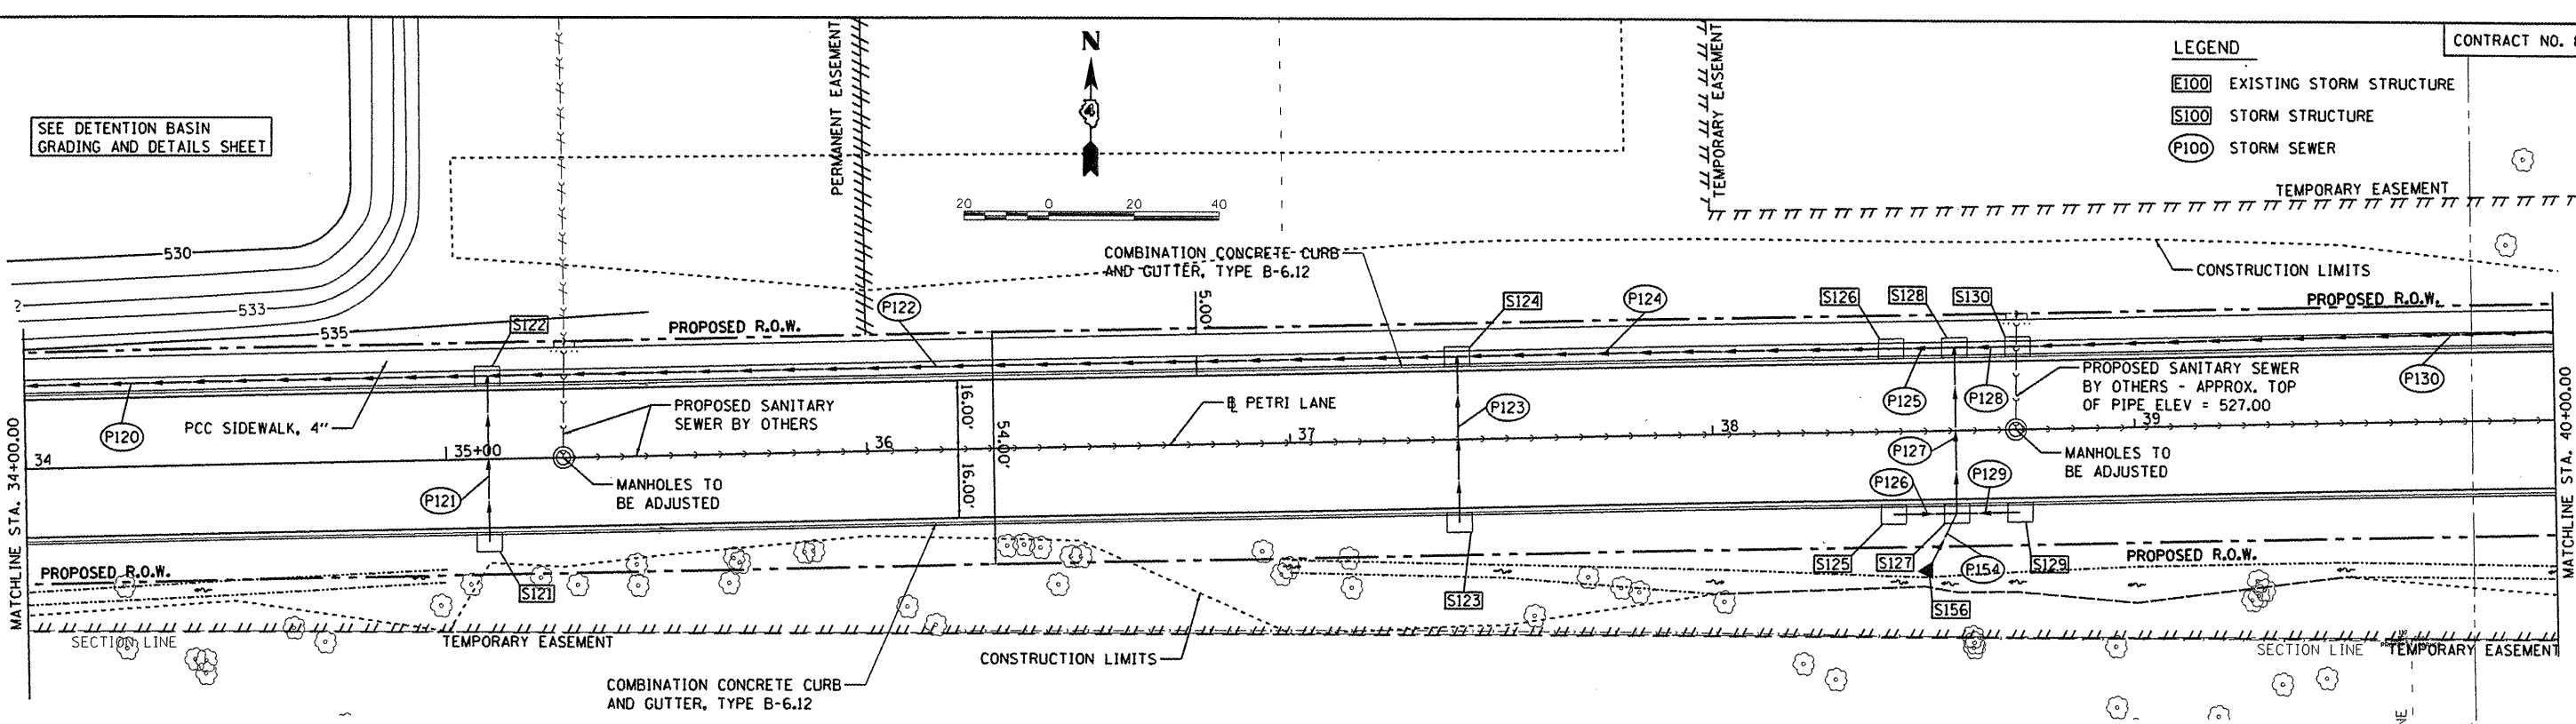 CONTRACT NO.
N
LEGEND
E100 EXISTING STORM STRUCTURE
S100 STORM STRUCTURE
P100 STORM SEWER
SEE DETENTION BASIN
GRADING AND DETAILS SHEET
PERMANENT EASEMENT
TEMPORARY EASEMENT
TEMPORARY EASEMENT
20 0 20 40
530
533
535
COMBINATION CONCRETE CURB
AND GUTTER, TYPE B-6.12
CONSTRUCTION LIMITS
S122
PROPOSED R.O.W.
P122
5.00'
S124
P124
S126
S128
S130
PROPOSED R.O.W.
P120
PCC SIDEWALK, 4"
PROPOSED SANITARY
SEWER BY OTHERS
16.00'
16.00'
54.00'
℄ PETRI LANE
P123
P125
P128
PROPOSED SANITARY SEWER
BY OTHERS - APPROX. TOP
OF PIPE ELEV = 527.00
P130
34
35+00
36
37
38
39
MATCHLINE STA. 34+00.00
MATCHLINE STA. 40+00.00
P121
MANHOLES TO
BE ADJUSTED
P127
P126
P129
MANHOLES TO
BE ADJUSTED
PROPOSED R.O.W.
S121
S123
S125
S127
P154
S129
S156
PROPOSED R.O.W.
SECTION LINE
TEMPORARY EASEMENT
CONSTRUCTION LIMITS
SECTION LINE
TEMPORARY EASEMENT
COMBINATION CONCRETE CURB
AND GUTTER, TYPE B-6.12